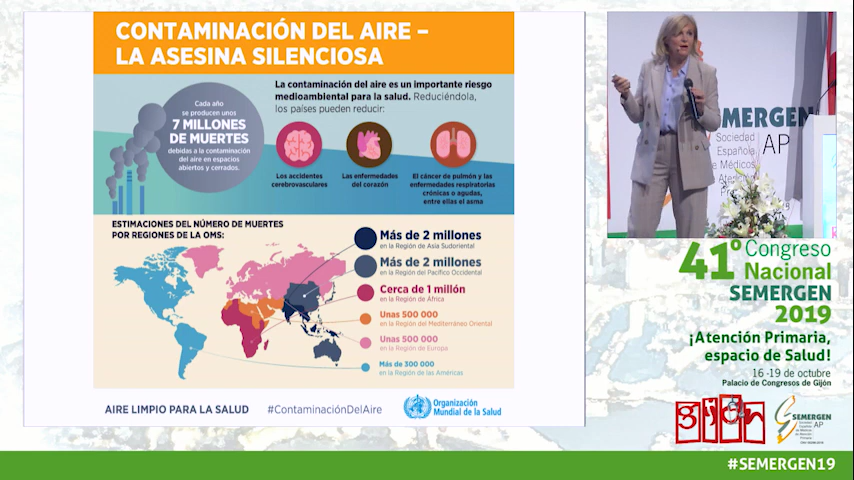 CONTAMINACIÓN DEL AIRE –
LA ASESINA SILENCIOSA
Cada año
se producen unos
7 MILLONES
DE MUERTES
debidas a la contaminación
del aire en espacios
abiertos y cerrados.
La contaminación del aire es un importante riesgo
medioambiental para la salud. Reduciéndola,
los países pueden reducir:
Los accidentes
cerebrovasculares
Las enfermedades
del corazón
El cáncer de pulmón y las
enfermedades respiratorias
crónicas o agudas,
entre ellas el asma
ESTIMACIONES DEL NÚMERO DE MUERTES
POR REGIONES DE LA OMS:
Más de 2 millones
en la Región de Asia Sudoriental
Más de 2 millones
en la Región del Pacífico Occidental
Cerca de 1 millón
en la Región de África
Unas 500 000
en la Región del Mediterráneo Oriental
Unas 500 000
en la Región de Europa
Más de 300 000
en la Región de las Américas
AIRE LIMPIO PARA LA SALUD
#ContaminaciónDelAire
Organización
Mundial de la Salud
SEMERGEN
Sociedad
Española
de Médicos
de Atención
AP
41º Congreso
Nacional
SEMERGEN
2019
¡Atención Primaria,
espacio de Salud!
16 -19 de octubre
Palacio de Congresos de Gijón
gijón
SEMERGEN
AP
#SEMERGEN19